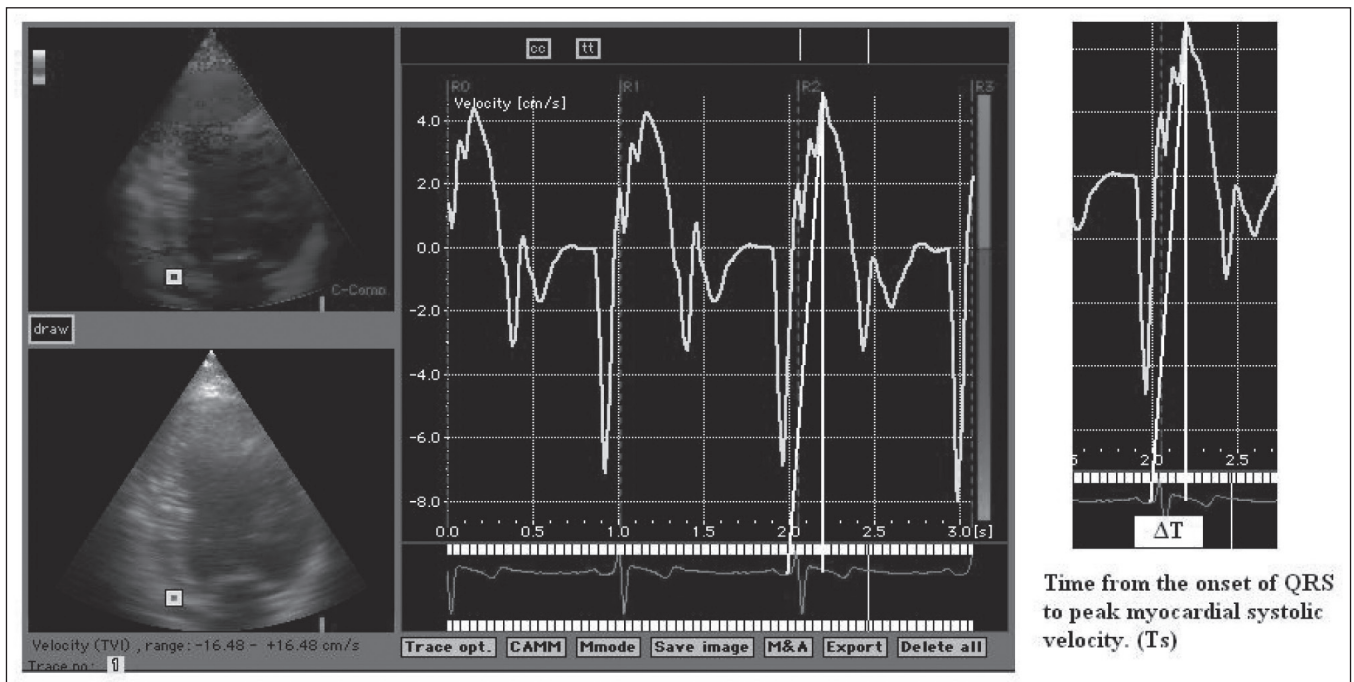 cc tt
R0 R1 R2 R3
Velocity [cm/s]
4.0
2.0
0.0
-2.0
-4.0
-6.0
-8.0
0.0 0.5 1.0 1.5 2.0 2.5 3.0 [s]
C-Comp.
draw
Velocity (TVI) , range: -16.48 - +16.48 cm/s
Trace no: 1
Trace opt. CAMM Mmode Save image M&A Export Delete all
5 2.0 2.5
ΔT
Time from the onset of QRS
to peak myocardial systolic
velocity. (Ts)